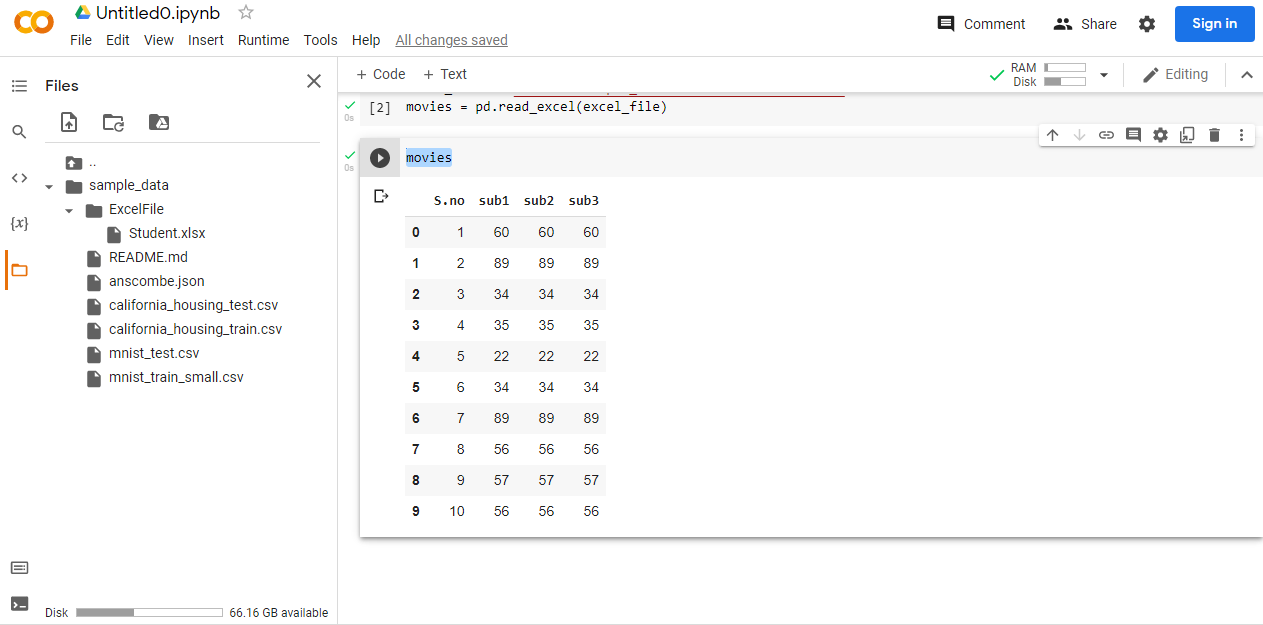 Untitled0.ipynb
File Edit View Insert Runtime Tools Help All changes saved
Comment Share Sign in
Files
+ Code + Text
RAM
Disk
Editing
0s [2] movies = pd.read_excel(excel_file)
0s movies
..
sample_data
ExcelFile
Student.xlsx
README.md
anscombe.json
california_housing_test.csv
california_housing_train.csv
mnist_test.csv
mnist_train_small.csv
{x}
S.no sub1 sub2 sub3
0 1 60 60 60
1 2 89 89 89
2 3 34 34 34
3 4 35 35 35
4 5 22 22 22
5 6 34 34 34
6 7 89 89 89
7 8 56 56 56
8 9 57 57 57
9 10 56 56 56
Disk 66.16 GB available